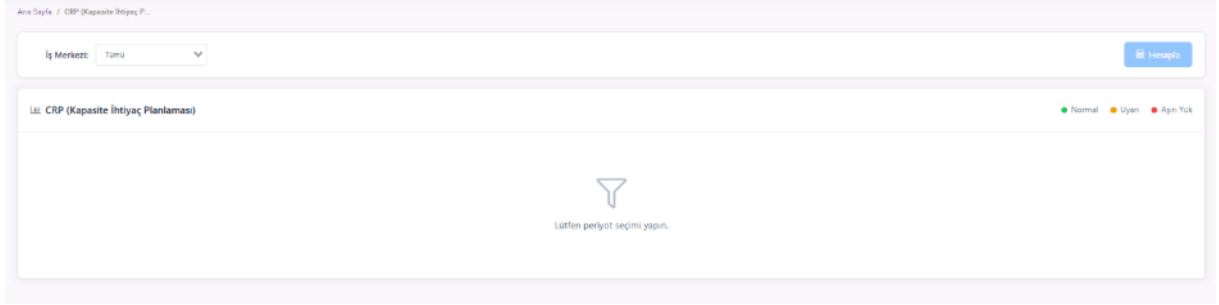 Ana Sayfa / CRP (Kapasite İhtiyaç P...
İş Merkezi: Tümü
Hesapla
CRP (Kapasite İhtiyaç Planlaması)
Normal Uyarı Aşırı Yük
Lütfen periyot seçimi yapın.